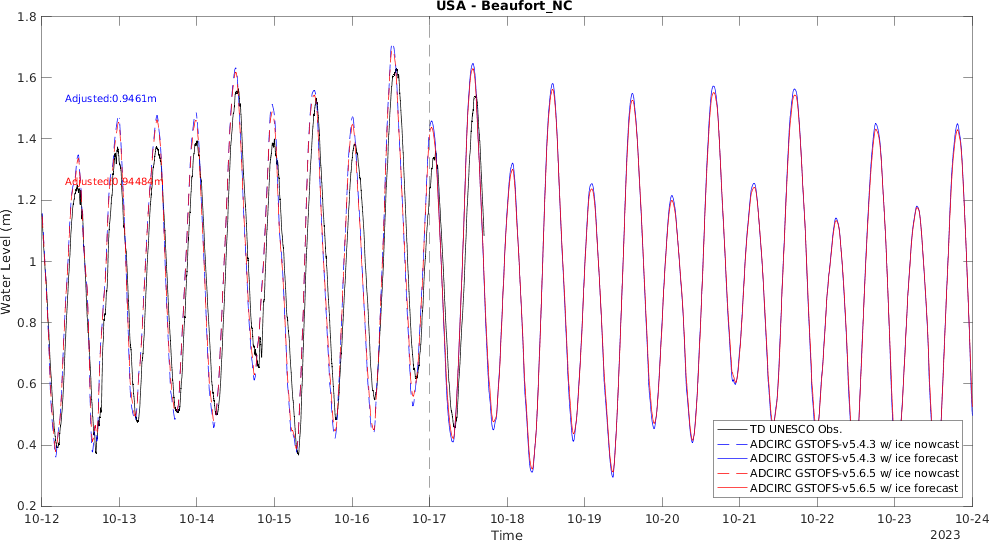 USA - Beaufort_NC
1.8
1.6
1.4
1.2
1
0.8
0.6
0.4
0.2
Water Level (m)
Adjusted:0.9461m
Adjusted:0.94484m
TD UNESCO Obs.
ADCIRC GSTOFS-v5.4.3 w/ ice nowcast
ADCIRC GSTOFS-v5.4.3 w/ ice forecast
ADCIRC GSTOFS-v5.6.5 w/ ice nowcast
ADCIRC GSTOFS-v5.6.5 w/ ice forecast
10-12 10-13 10-14 10-15 10-16 10-17 10-18 10-19 10-20 10-21 10-22 10-23 10-24
Time
2023